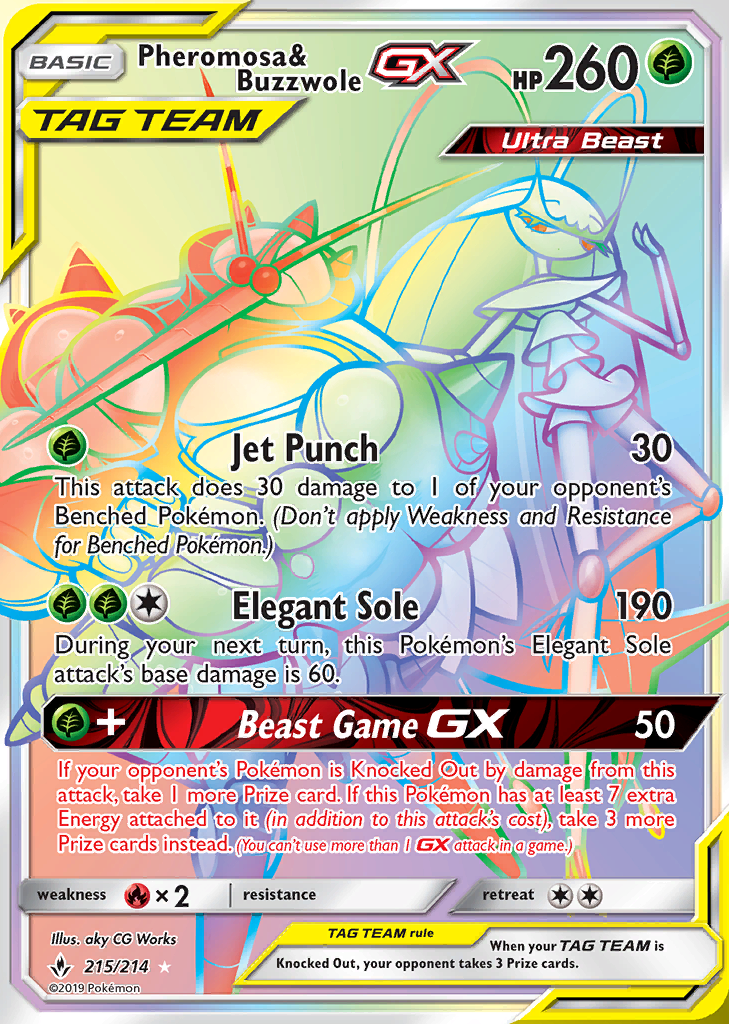 BASIC
Pheromosa&
Buzzwole
GX
HP260
TAG TEAM
Ultra Beast
Jet Punch 30
This attack does 30 damage to 1 of your opponent's
Benched Pokémon. (Don't apply Weakness and Resistance
for Benched Pokémon.)
Elegant Sole 190
During your next turn, this Pokémon's Elegant Sole
attack's base damage is 60.
+ Beast Game GX 50
If your opponent's Pokémon is Knocked Out by damage from this
attack, take 1 more Prize card. If this Pokémon has at least 7 extra
Energy attached to it (in addition to this attack's cost), take 3 more
Prize cards instead. (You can't use more than 1 GX attack in a game.)
weakness ×2 resistance retreat
Illus. aky CG Works
215/214
©2019 Pokémon
TAG TEAM rule
When your TAG TEAM is
Knocked Out, your opponent takes 3 Prize cards.